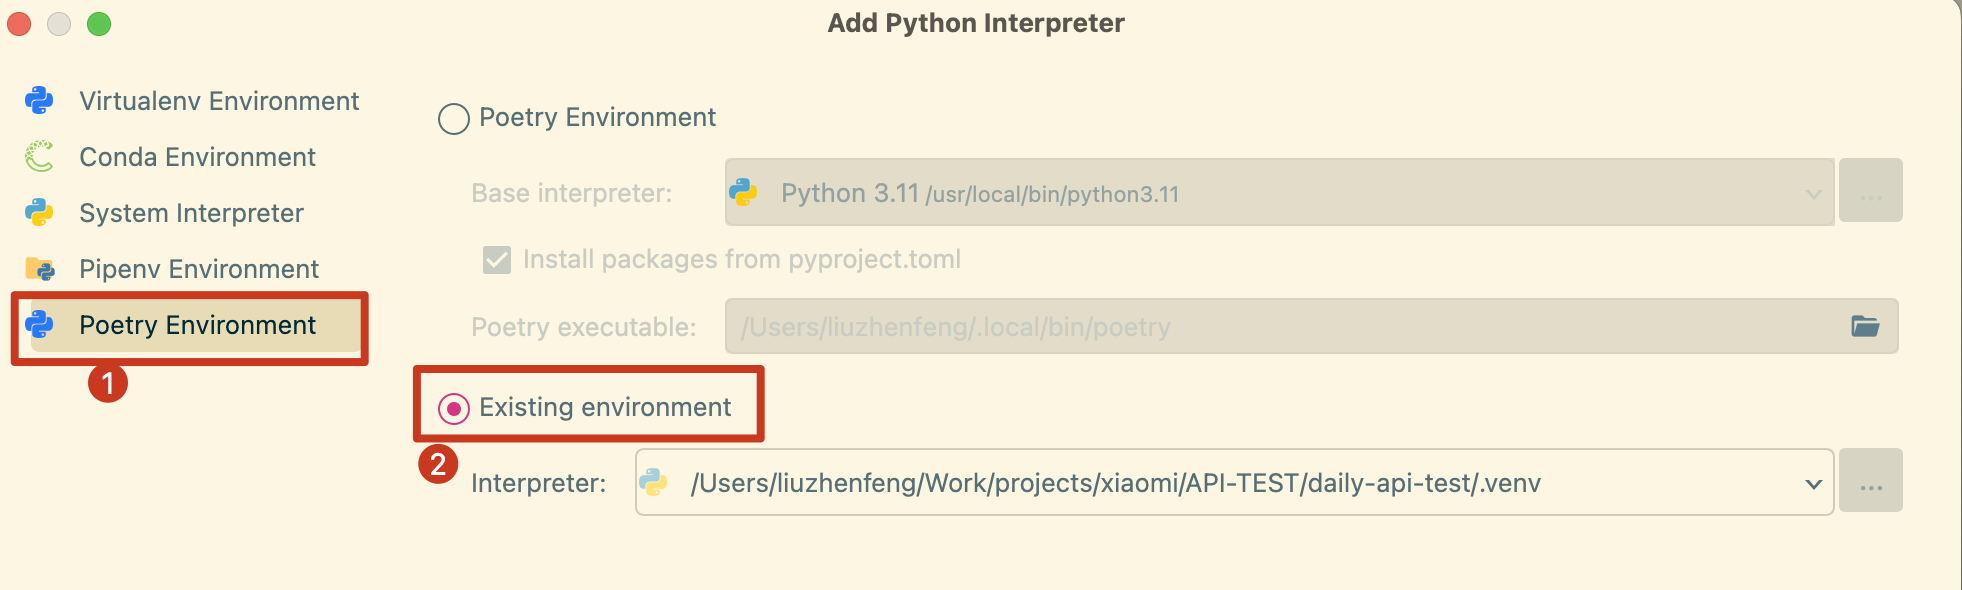 Add Python Interpreter
Virtualenv Environment
Conda Environment
System Interpreter
Pipenv Environment
Poetry Environment
1
Poetry Environment
Base interpreter: Python 3.11 /usr/local/bin/python3.11 ...
Install packages from pyproject.toml
Poetry executable: /Users/liuzhenfeng/.local/bin/poetry
Existing environment
2
Interpreter: /Users/liuzhenfeng/Work/projects/xiaomi/API-TEST/daily-api-test/.venv ...